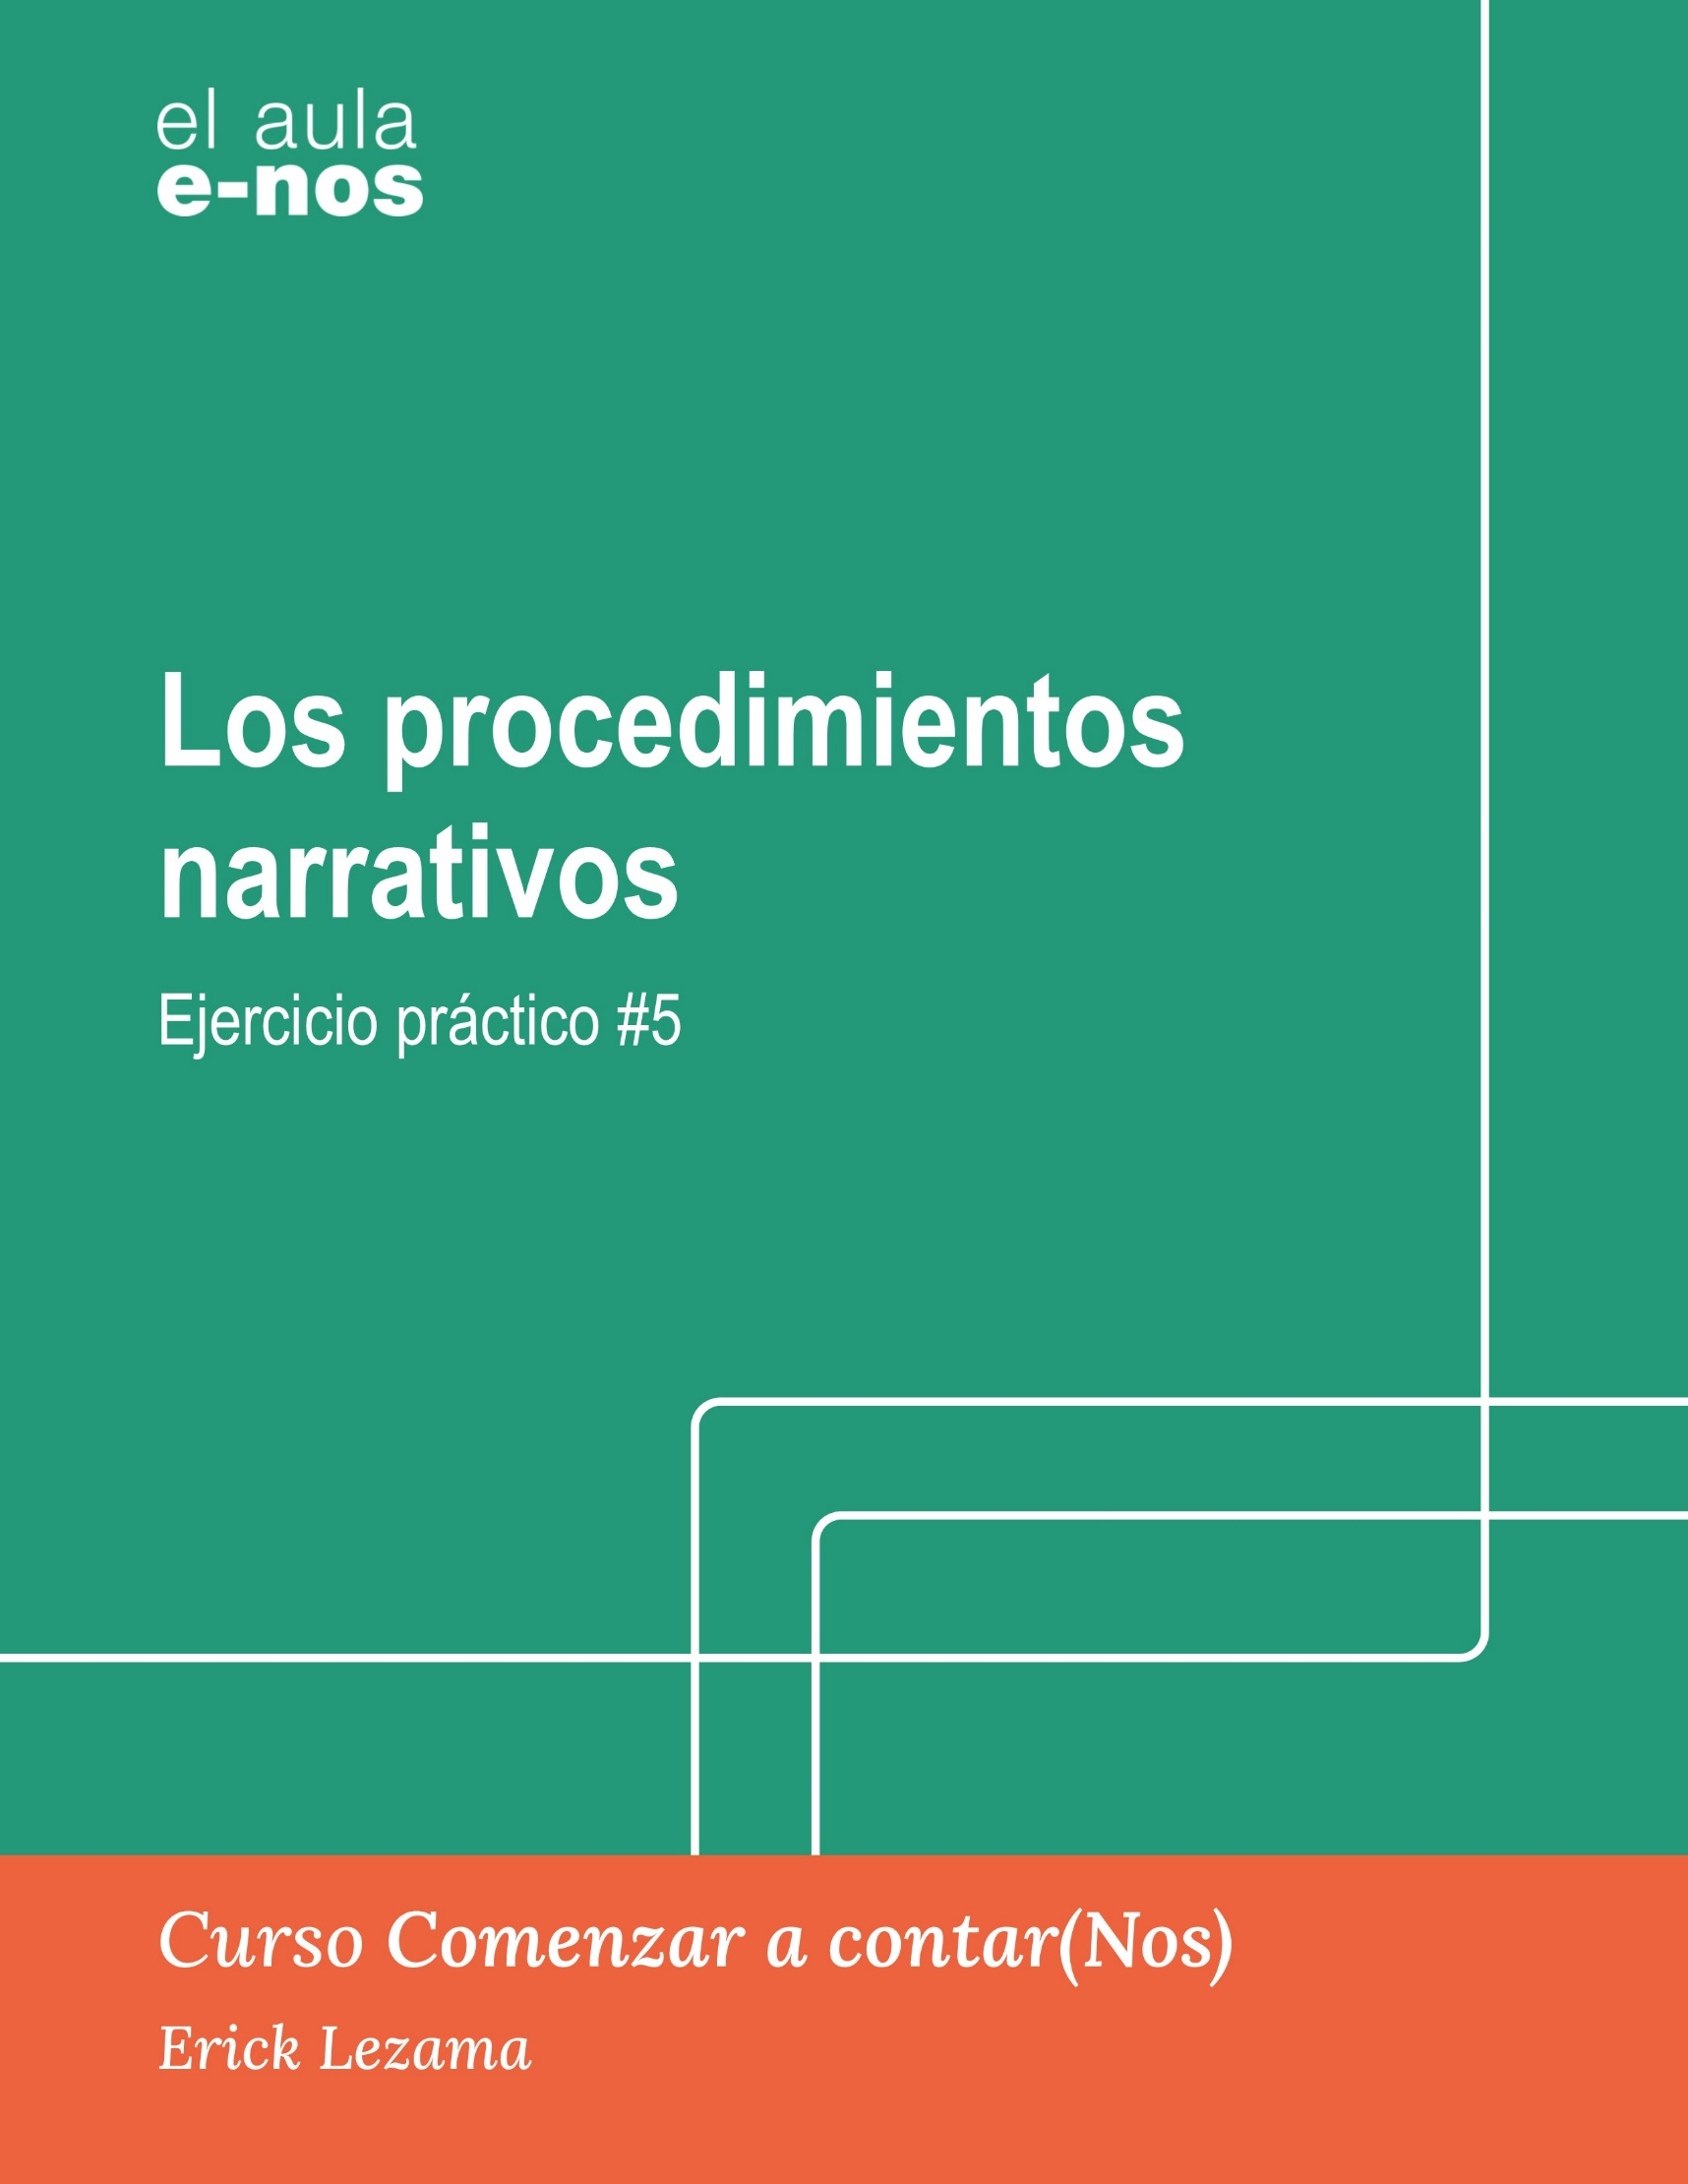 el aula
e-nos
Los procedimientos
narrativos
Ejercicio práctico #5
Curso Comenzar a contar(Nos)
Erick Lezama